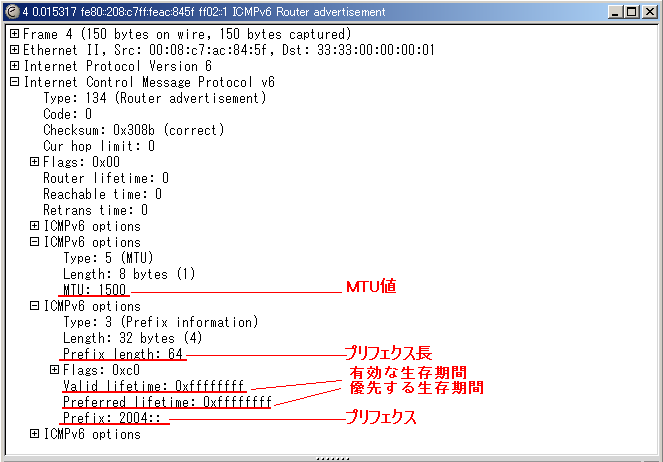 4 0.015317 fe80::208:c7ff:feac:845f ff02::1 ICMPv6 Router advertisement
Frame 4 (150 bytes on wire, 150 bytes captured)
Ethernet II, Src: 00:08:c7:ac:84:5f, Dst: 33:33:00:00:00:01
Internet Protocol Version 6
Internet Control Message Protocol v6
Type: 134 (Router advertisement)
Code: 0
Checksum: 0x308b (correct)
Cur hop limit: 0
Flags: 0x00
Router lifetime: 0
Reachable time: 0
Retrans time: 0
ICMPv6 options
ICMPv6 options
Type: 5 (MTU)
Length: 8 bytes (1)
MTU: 1500 MTU値
ICMPv6 options
Type: 3 (Prefix information)
Length: 32 bytes (4)
Prefix length: 64 プリフェクス長
Flags: 0xc0 有効な生存期間
Valid lifetime: 0xffffffff 優先する生存期間
Preferred lifetime: 0xffffffff
Prefix: 2004:: プリフェクス
ICMPv6 options